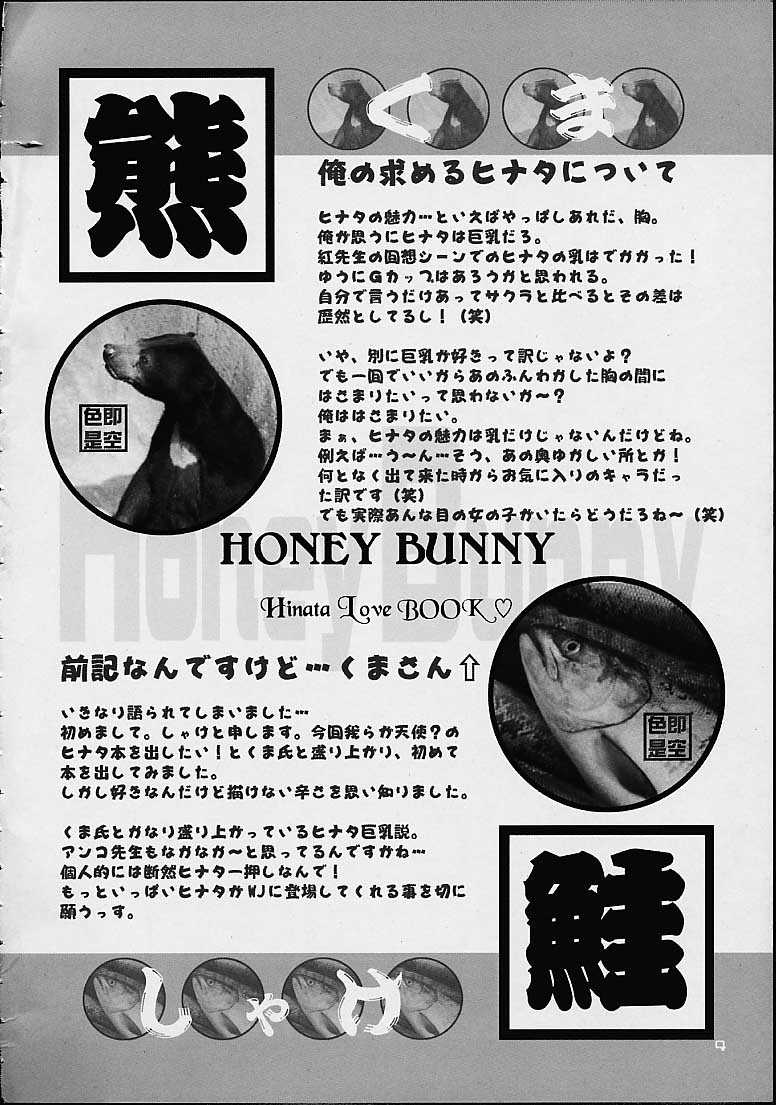 熊
くま
俺の求めるヒナタについて
ヒナタの魅力…といえばやっぱしあれだ、胸。
俺が思うにヒナタは巨乳だろ。
紅先生の回想シーンでのヒナタの乳はでかかった！
ゆうにGカップはあろうかと思われる。
自分で言うだけあってサクラと比べるとその差は
歴然としてるし！（笑）
いや、別に巨乳が好きって訳じゃないよ？
でも一回でいいからあのふんわかした胸の間に
はさまりたいって思わないか～？
俺ははさまりたい。
まぁ、ヒナタの魅力は乳だけじゃないんだけどね。
例えば…う～ん…そう、あの奥ゆかしい所とか！
何となく出て来た時からお気に入りのキャラだっ
た訳です（笑）
でも実際あんな目の女の子がいたらどうだろね～（笑）
色即
是空
Honey Bunny
HONEY BUNNY
Hinata Love BOOK♡
前記なんですけど…くまさん⇧
いきなり語られてしまいました…
初めまして。しゃけと申します。今回我らが天使？の
ヒナタ本を出したい！とくま氏と盛り上がり、初めて
本を出してみました。
しかし好きなんだけど描けない辛さを思い知りました。
くま氏とかなり盛り上がっているヒナタ巨乳説。
アンコ先生もなかなか～と思ってるんですがね…
個人的には断然ヒナタ一押しなんで！
もっといっぱいヒナタがWJに登場してくれる事を切に
願うっす。
色即
是空
鮭
しゃけ